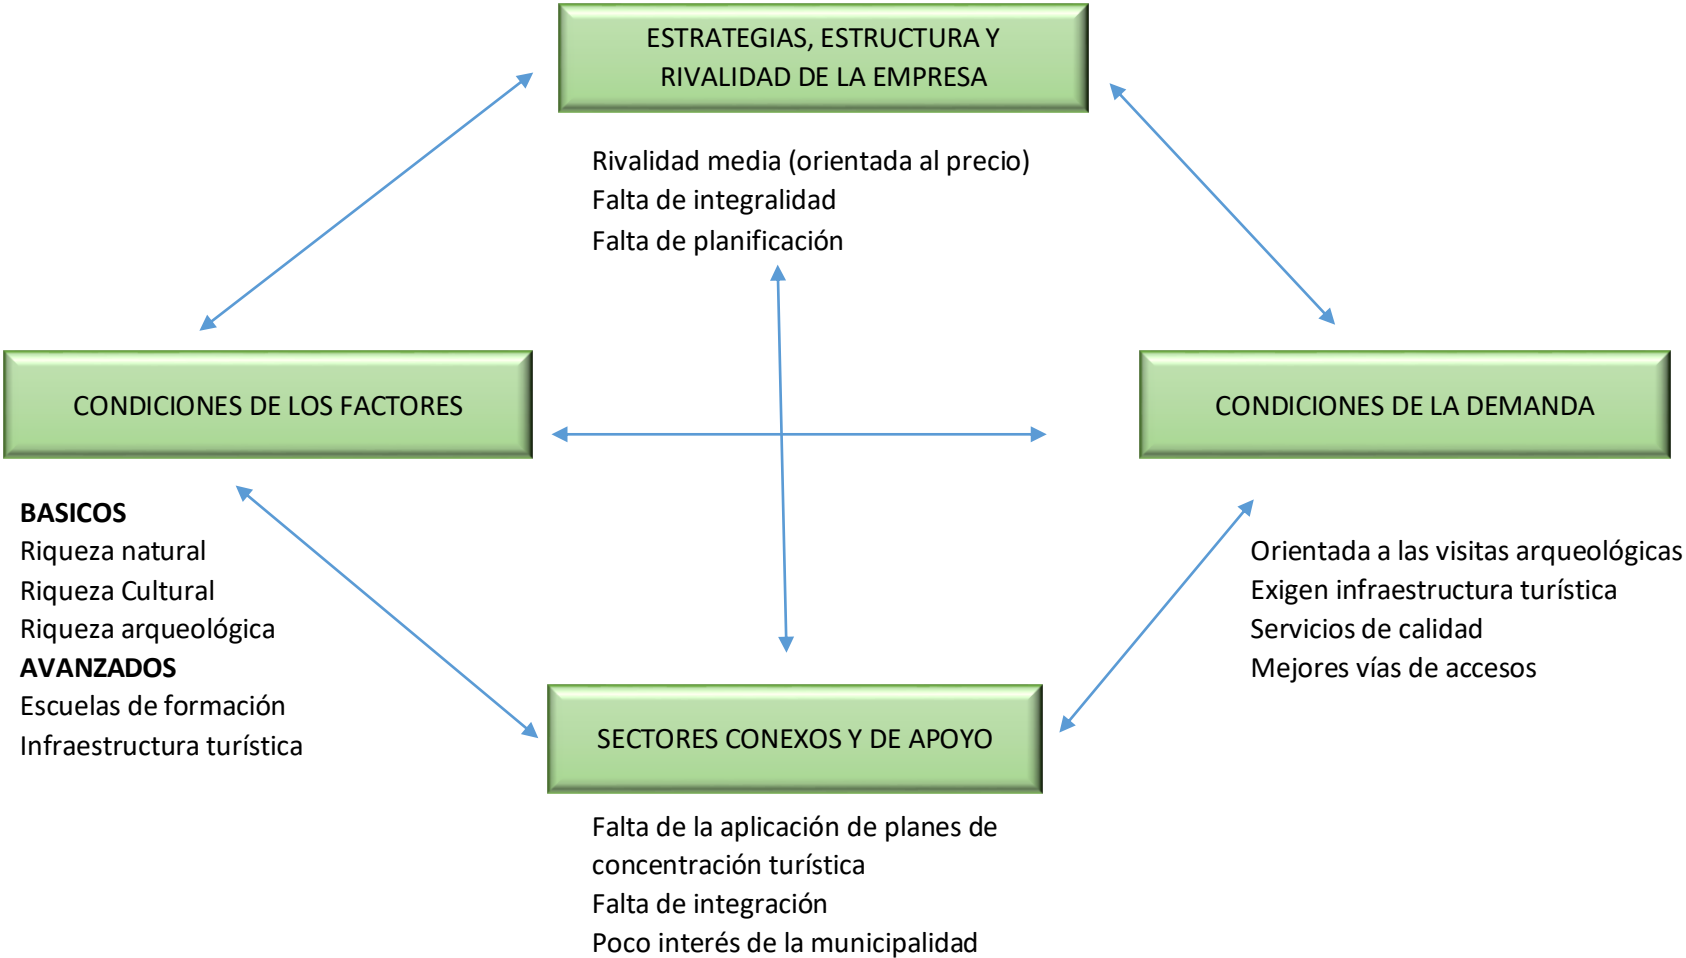 ESTRATEGIAS, ESTRUCTURA Y
RIVALIDAD DE LA EMPRESA
Rivalidad media (orientada al precio)
Falta de integralidad
Falta de planificación
CONDICIONES DE LOS FACTORES
BASICOS
Riqueza natural
Riqueza Cultural
Riqueza arqueológica
AVANZADOS
Escuelas de formación
Infraestructura turística
CONDICIONES DE LA DEMANDA
Orientada a las visitas arqueológicas
Exigen infraestructura turística
Servicios de calidad
Mejores vías de accesos
SECTORES CONEXOS Y DE APOYO
Falta de la aplicación de planes de
concentración turística
Falta de integración
Poco interés de la municipalidad